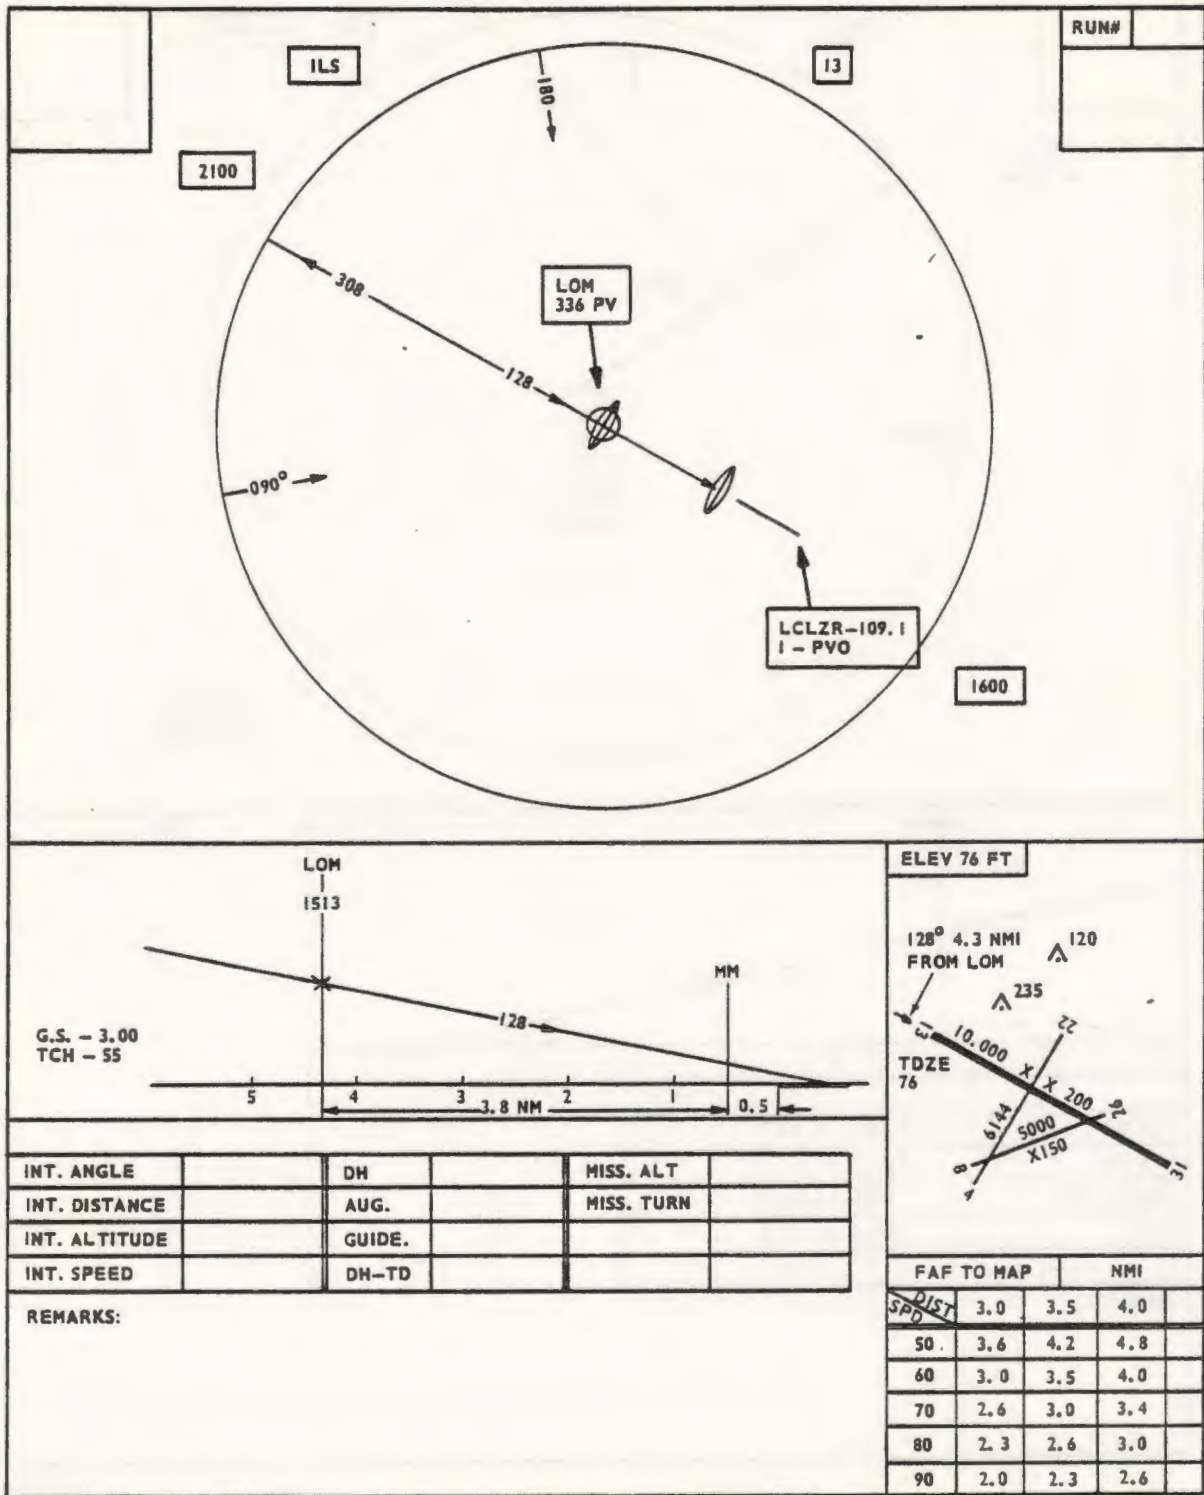 RUN#
ILS
13
180
2100
308
LOM
336 PV
128
090°
LCLZR-109.1
I - PVO
1600
LOM
1513
MM
128
G.S. - 3.00
TCH - 55
5 4 3 2 1
3.8 NM 0.5
ELEV 76 FT
128° 4.3 NMI
FROM LOM
120
235
22
13
10,000 X 200
TDZE
76
X
26
6144
5000
X150
8
4
31
INT. ANGLE DH MISS. ALT
INT. DISTANCE AUG. MISS. TURN
INT. ALTITUDE GUIDE.
INT. SPEED DH-TD
REMARKS:
FAF TO MAP NMI
DIST
SPD 3.0 3.5 4.0
50 3.6 4.2 4.8
60 3.0 3.5 4.0
70 2.6 3.0 3.4
80 2.3 2.6 3.0
90 2.0 2.3 2.6